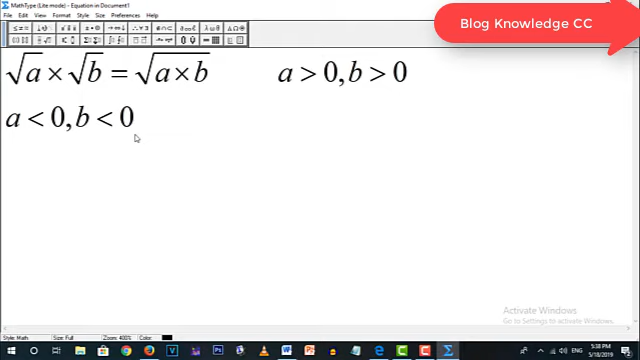 MathType (Lite mode) - Equation in Document1
Blog Knowledge CC
File Edit View Format Style Size Preferences Help
√a × √b = √(a × b) a > 0, b > 0
a < 0, b < 0
Activate Windows
Go to Settings to activate Windows.
Style: Math Size: Full Zoom: 400% Color:
5:38 PM
5/18/2019